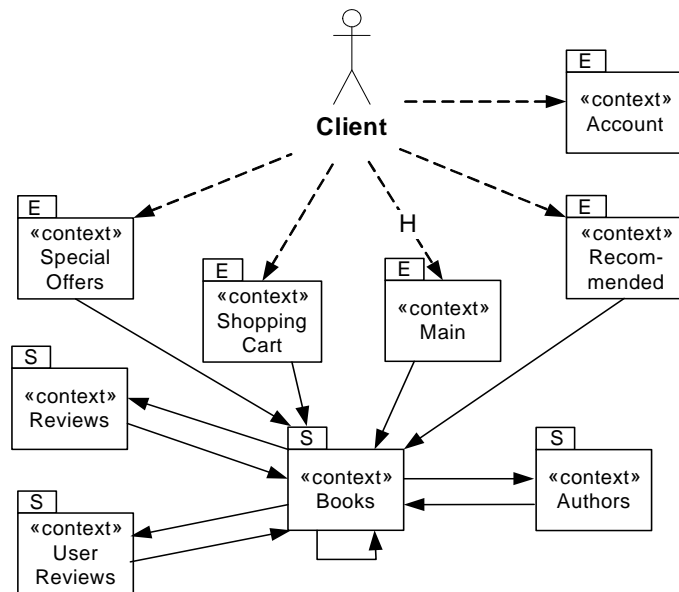 Client
E
«context»
Account
E
«context»
Special
Offers
E
«context»
Shopping
Cart
H
E
«context»
Main
E
«context»
Recom-
mended
S
«context»
Reviews
S
«context»
Books
S
«context»
Authors
S
«context»
User
Reviews